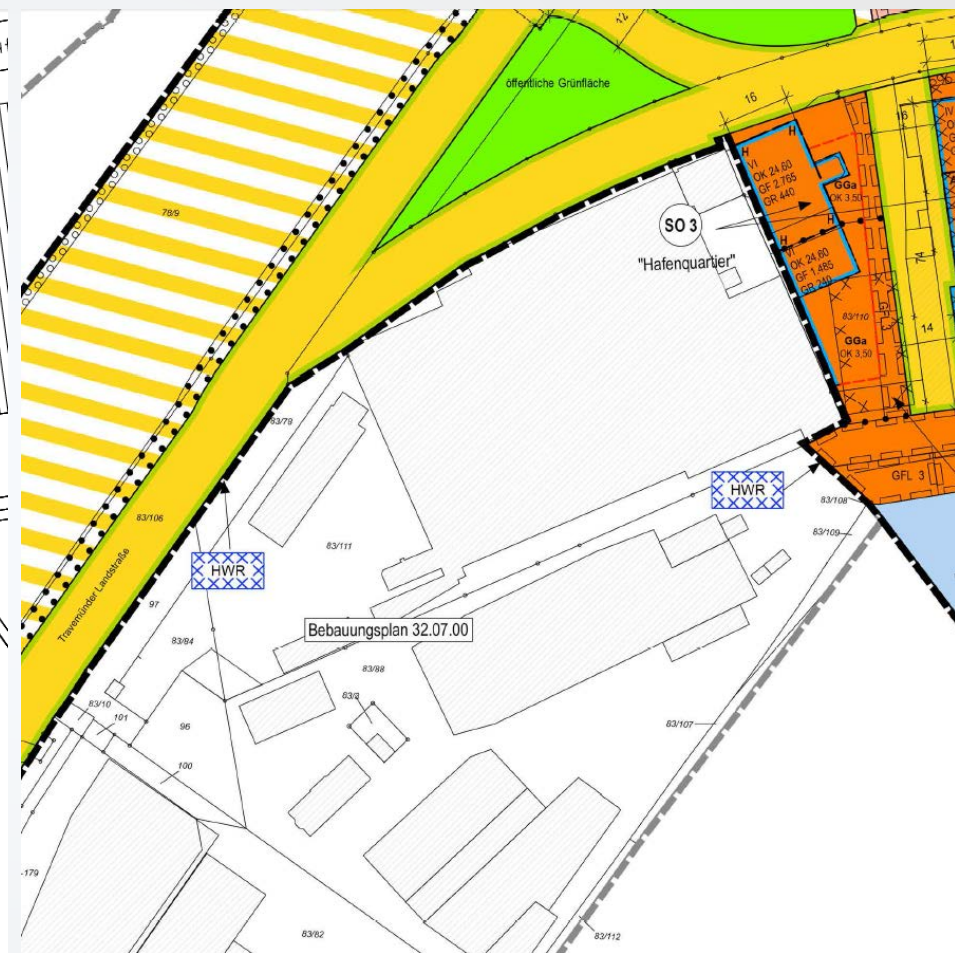 12
öffentliche Grünfläche
16
16
H
H
VI
OK 24.60
GF 2.765
GR 440
GGa
OK 3,50
78/9
SO 3
"Hafenquartier"
H
H
VI
OK 24.60
GF 1.485
GR 240
74
83/110
GGa
OK 3,50
14
83/79
GFL 3
HWR
83/108
83/106
83/109
83/111
HWR
Travemünder Landstraße
97
Bebauungsplan 32.07.00
83/84
83/88
83/3
83/10
101
96
83/107
100
179
83/82
83/112